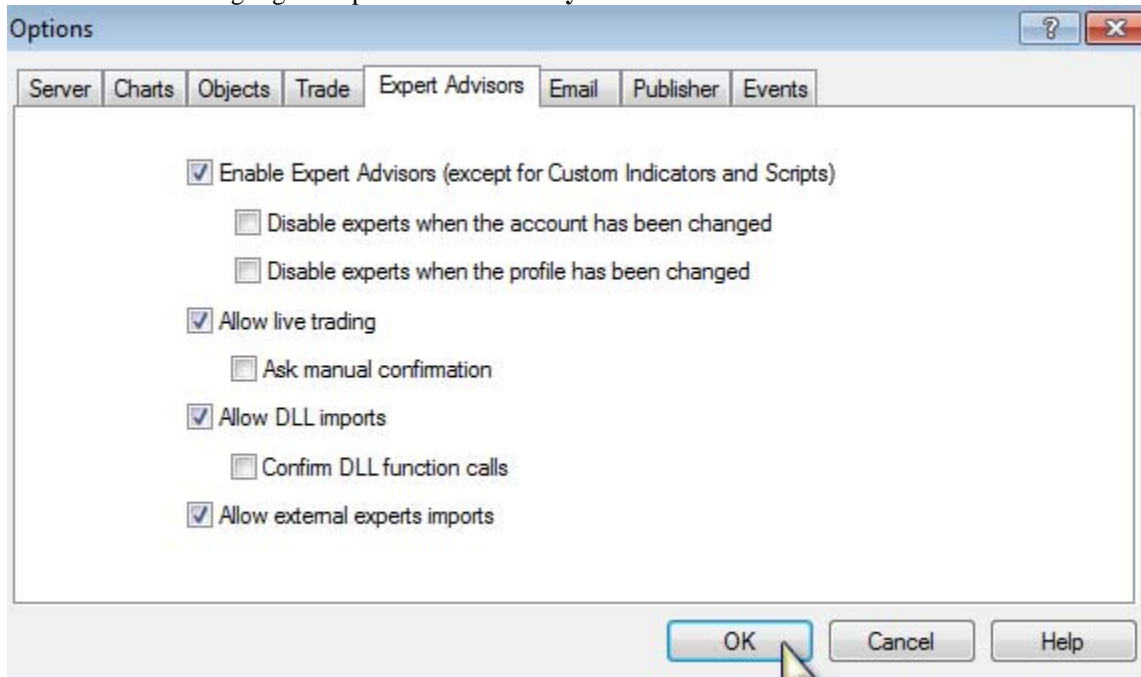 Options
Server Charts Objects Trade Expert Advisors Email Publisher Events
Enable Expert Advisors (except for Custom Indicators and Scripts)
Disable experts when the account has been changed
Disable experts when the profile has been changed
Allow live trading
Ask manual confirmation
Allow DLL imports
Confirm DLL function calls
Allow external experts imports
OK Cancel Help